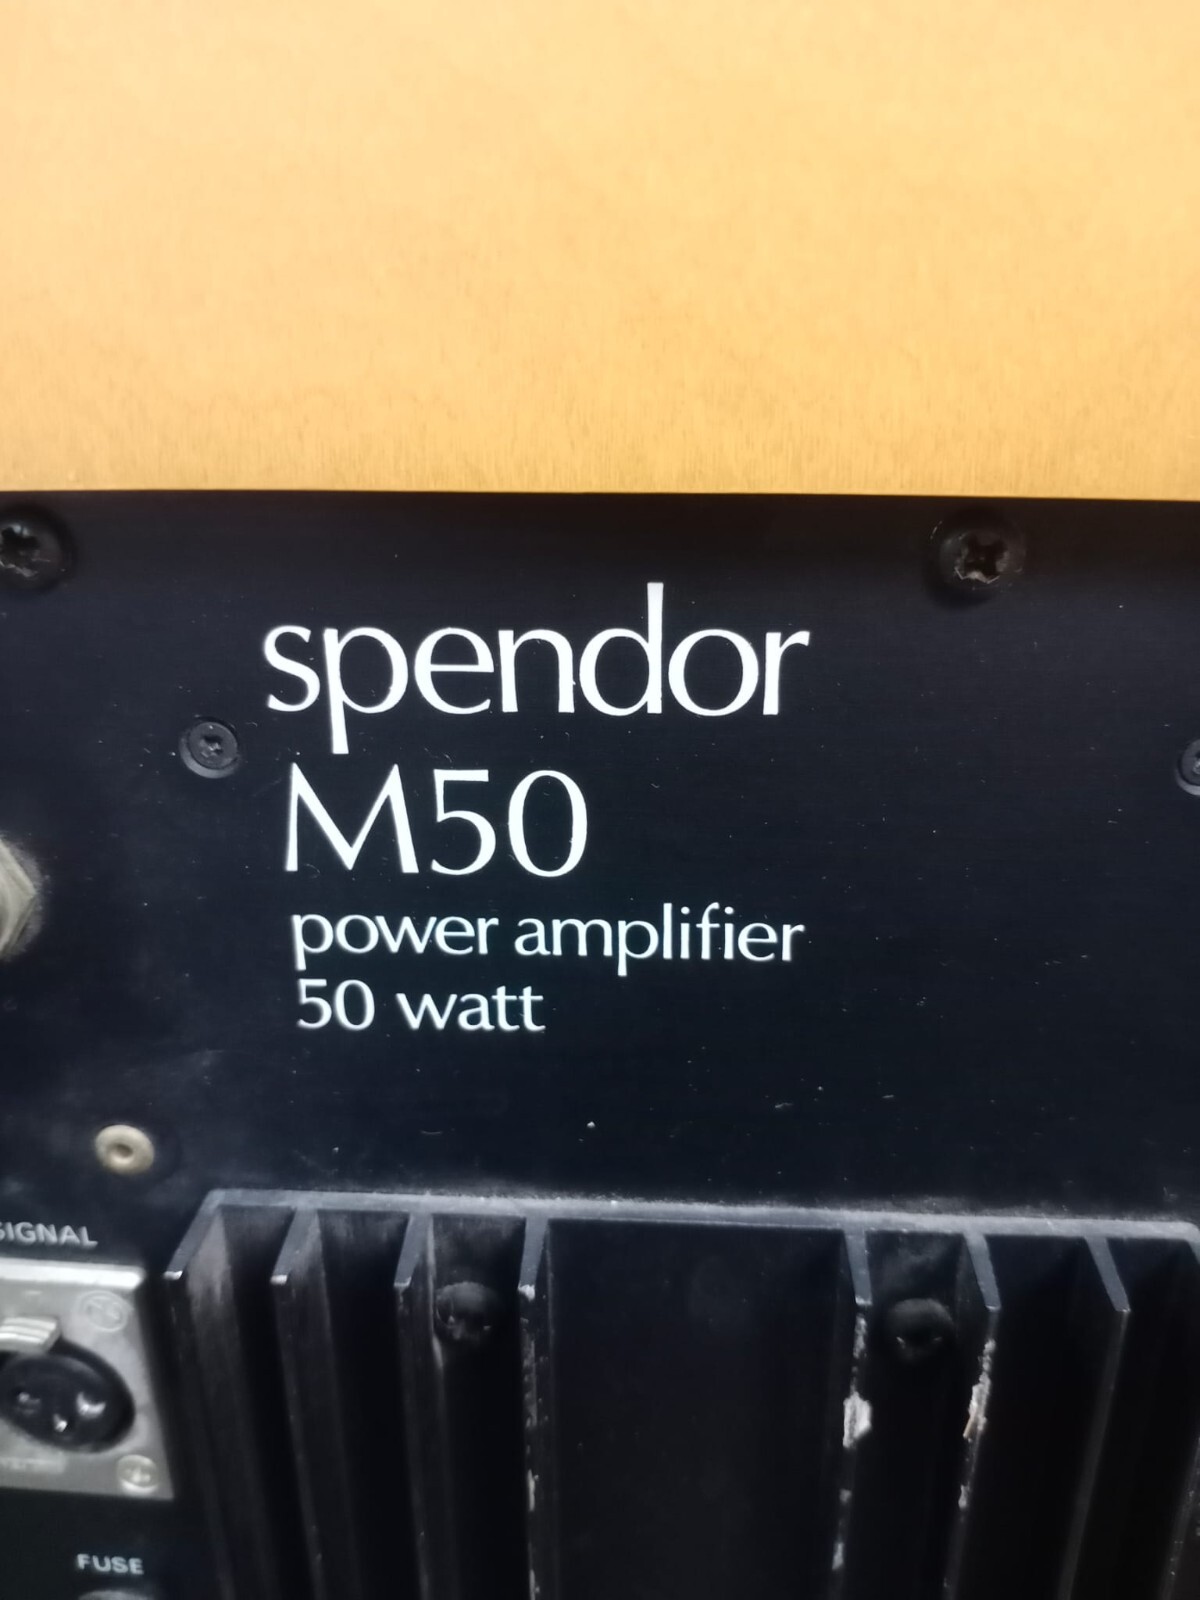 spendor
M50
power amplifier
50 watt
SIGNAL
FUSE